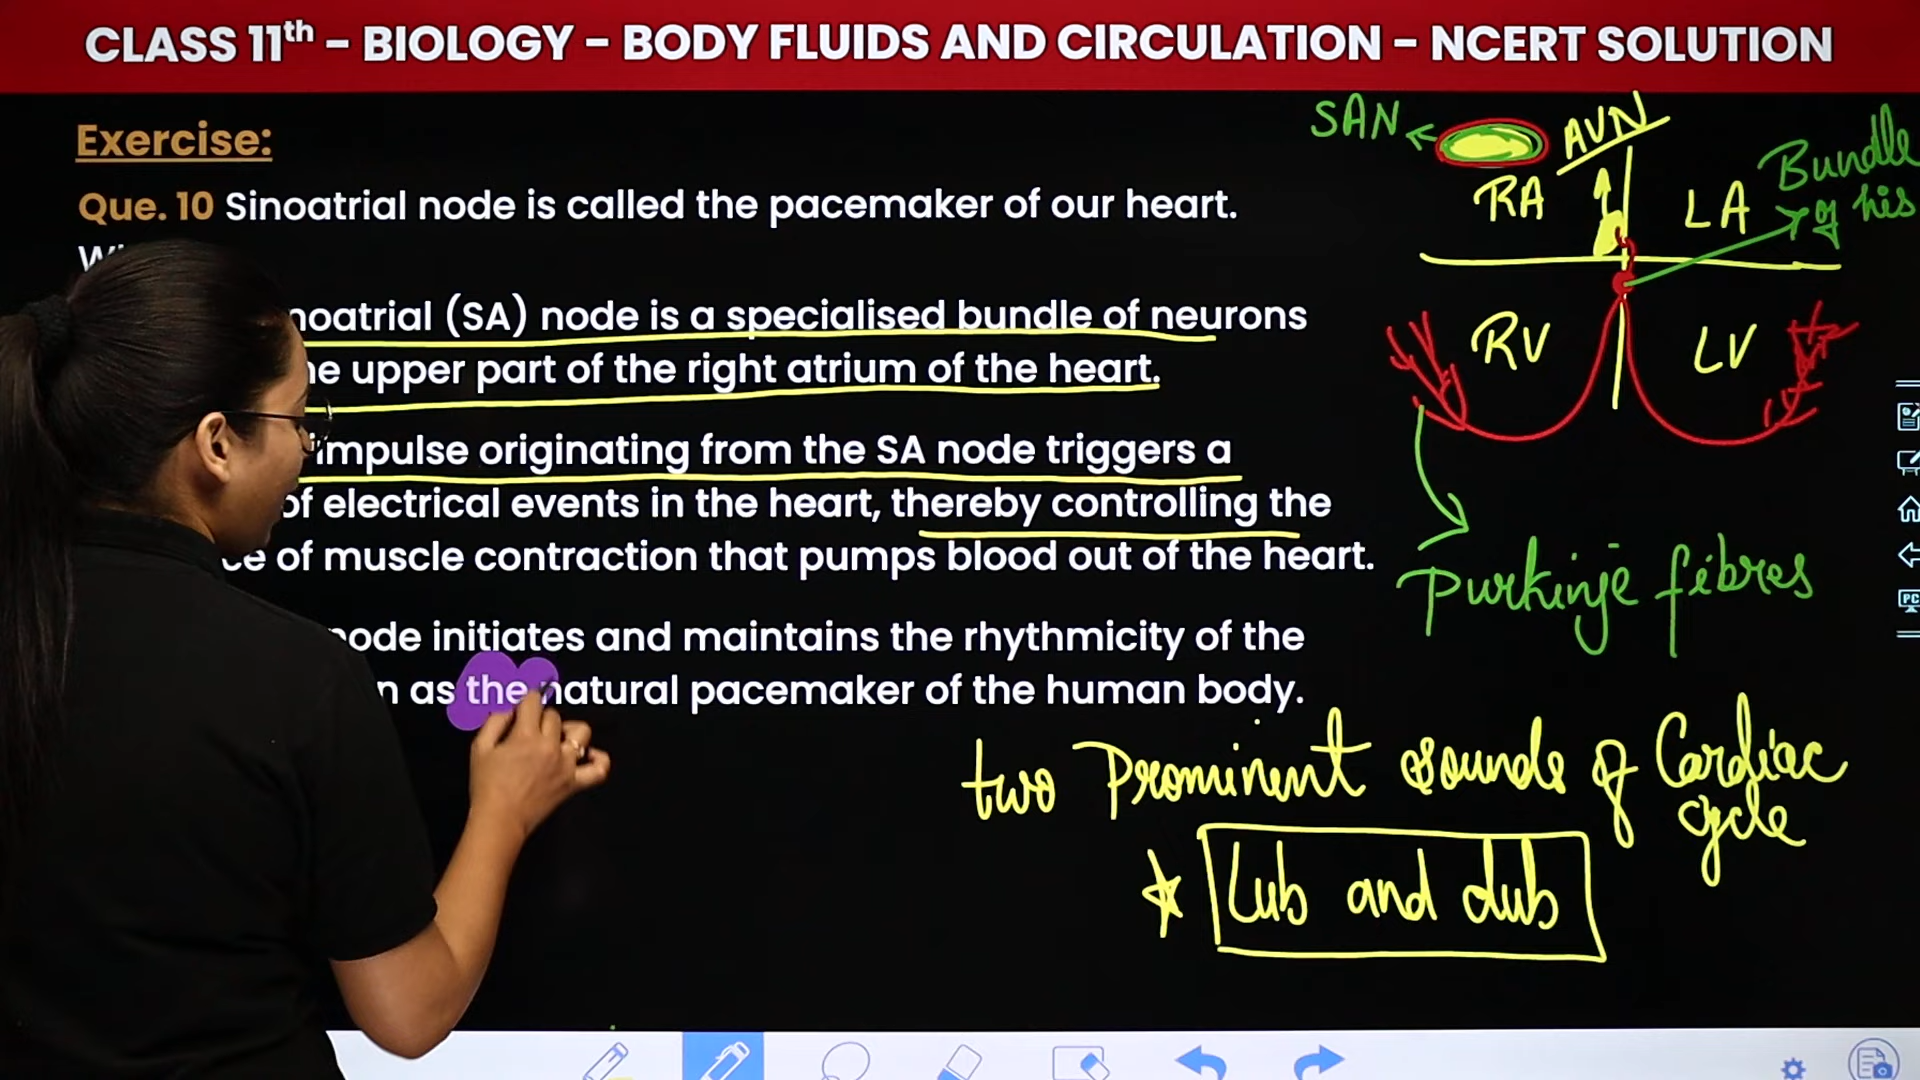 CLASS 11th – BIOLOGY – BODY FLUIDS AND CIRCULATION – NCERT SOLUTION
Exercise:
Que. 10 Sinoatrial node is called the pacemaker of our heart.
noatrial (SA) node is a specialised bundle of neurons
he upper part of the right atrium of the heart.
impulse originating from the SA node triggers a
of electrical events in the heart, thereby controlling the
ce of muscle contraction that pumps blood out of the heart.
node initiates and maintains the rhythmicity of the
n as the natural pacemaker of the human body.
SAN
AVN
RA
LA
Bundle
of his
RV
LV
Purkinje fibres
two Prominent sounds of Cardiac
cycle
Lub and dub
PC